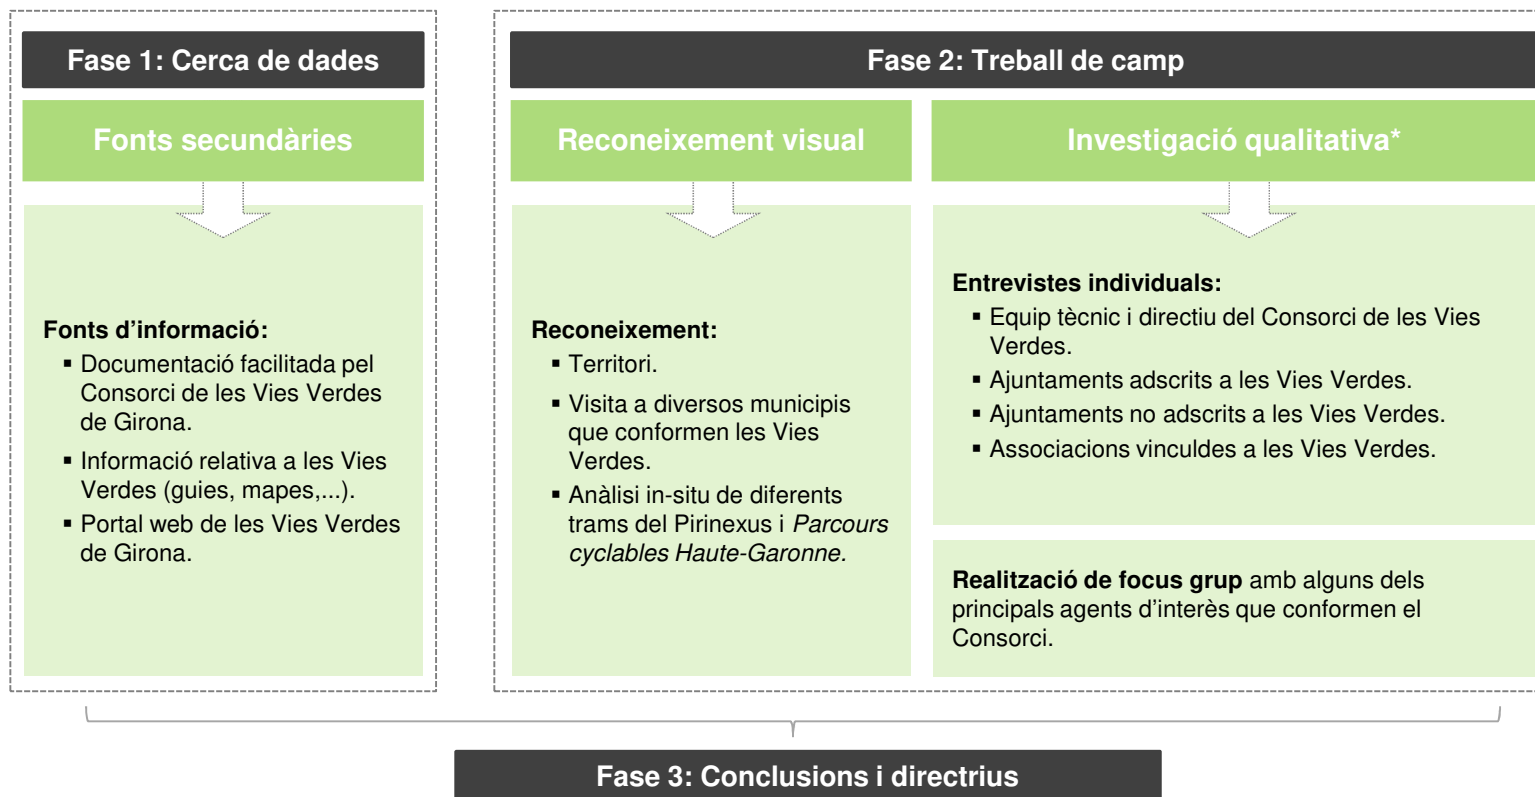 Fase 1: Cerca de dades
Fonts secundàries
Fonts d’informació:
▪ Documentació facilitada pel
Consorci de les Vies Verdes
de Girona.
▪ Informació relativa a les Vies
Verdes (guies, mapes,...).
▪ Portal web de les Vies Verdes
de Girona.
Fase 2: Treball de camp
Reconeixement visual
Reconeixement:
▪ Territori.
▪ Visita a diversos municipis
que conformen les Vies
Verdes.
▪ Anàlisi in-situ de diferents
trams del Pirinexus i Parcours
cyclables Haute-Garonne.
Investigació qualitativa*
Entrevistes individuals:
▪ Equip tècnic i directiu del Consorci de les Vies
Verdes.
▪ Ajuntaments adscrits a les Vies Verdes.
▪ Ajuntaments no adscrits a les Vies Verdes.
▪ Associacions vinculdes a les Vies Verdes.
Realització de focus grup amb alguns dels
principals agents d’interès que conformen el
Consorci.
Fase 3: Conclusions i directrius